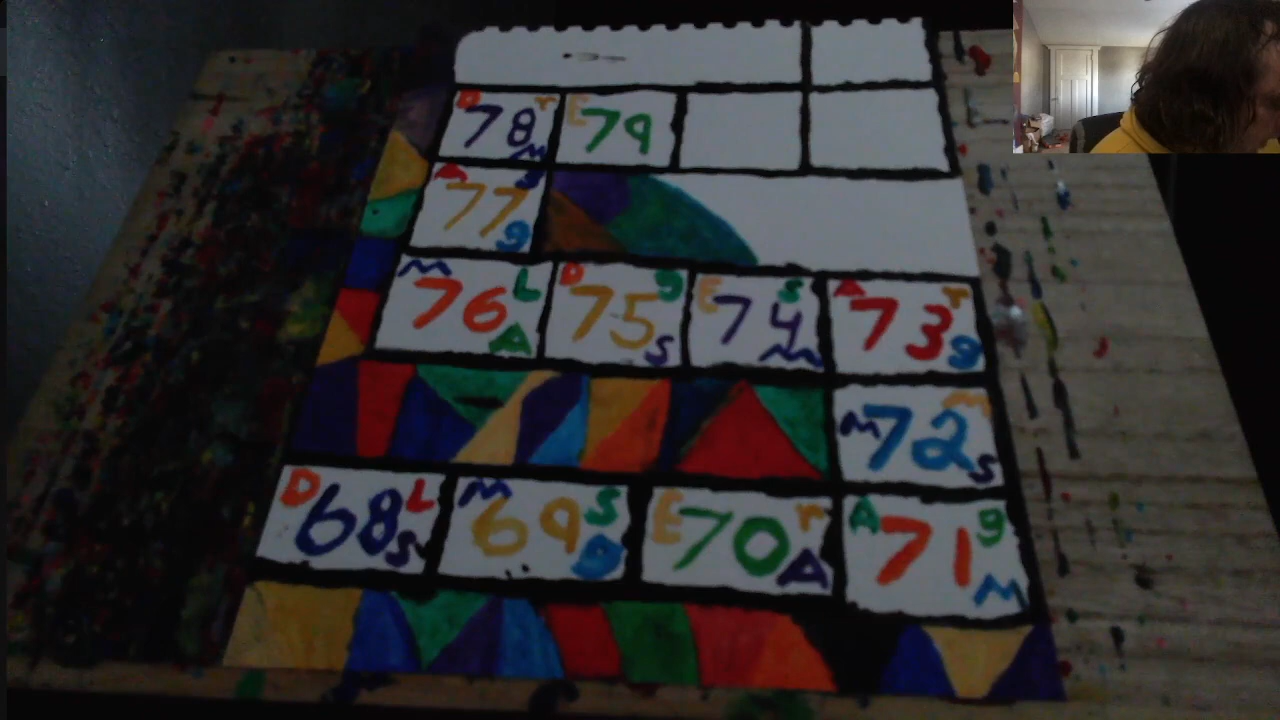 D 78 r M
E 79
A 77 S g
M 76 L A
D 75 g S
E 74 S M
A 73 r g
M 72 m S
D 68 L S
M 69 S g
E 70 r A
A 71 g M